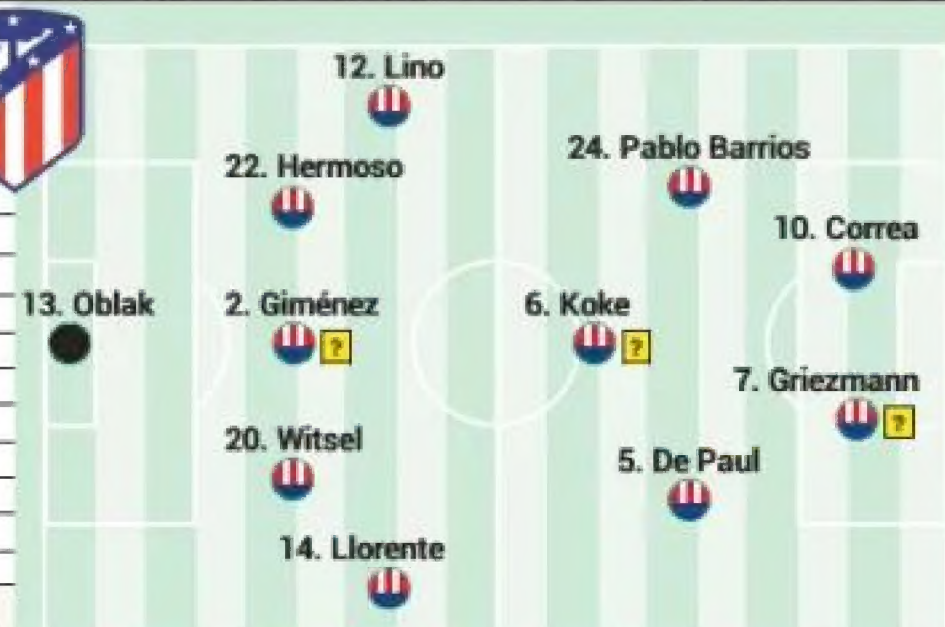 12. Lino
24. Pablo Barrios
22. Hermoso
10. Correa
13. Oblak
2. Giménez
?
6. Koke
?
7. Griezmann
?
20. Witsel
5. De Paul
14. Llorente